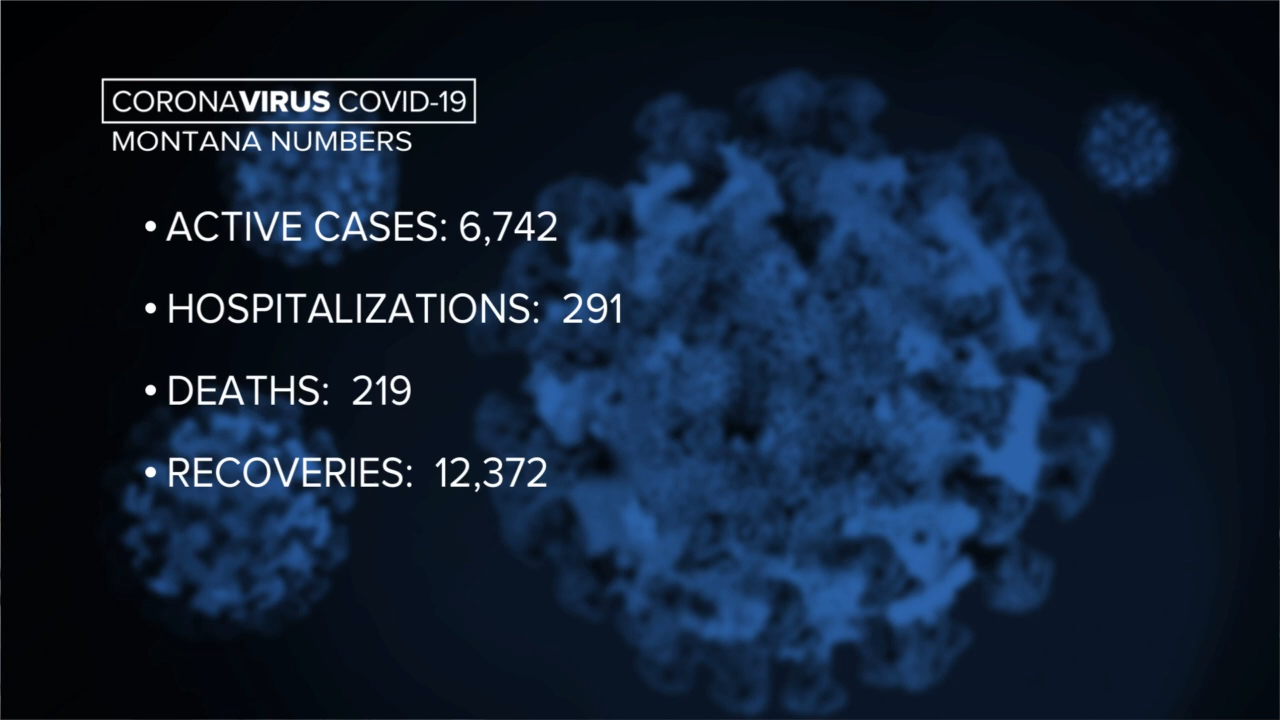 CORONAVIRUS COVID-19
MONTANA NUMBERS
• ACTIVE CASES: 6,742
• HOSPITALIZATIONS: 291
• DEATHS: 219
• RECOVERIES: 12,372